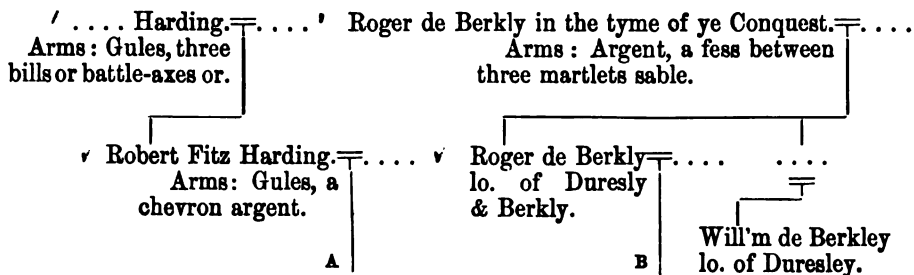 .... Harding.=.... Roger de Berkly in the tyme of ye Conquest.=....
Arms: Gules, three
bills or battle-axes or.
Arms: Argent, a fess between
three martlets sable.
Robert Fitz Harding.=....
Arms: Gules, a
chevron argent.
A
Roger de Berkly=....
lo. of Duresly
& Berkly.
B
....
=
Will'm de Berkley
lo. of Duresley.